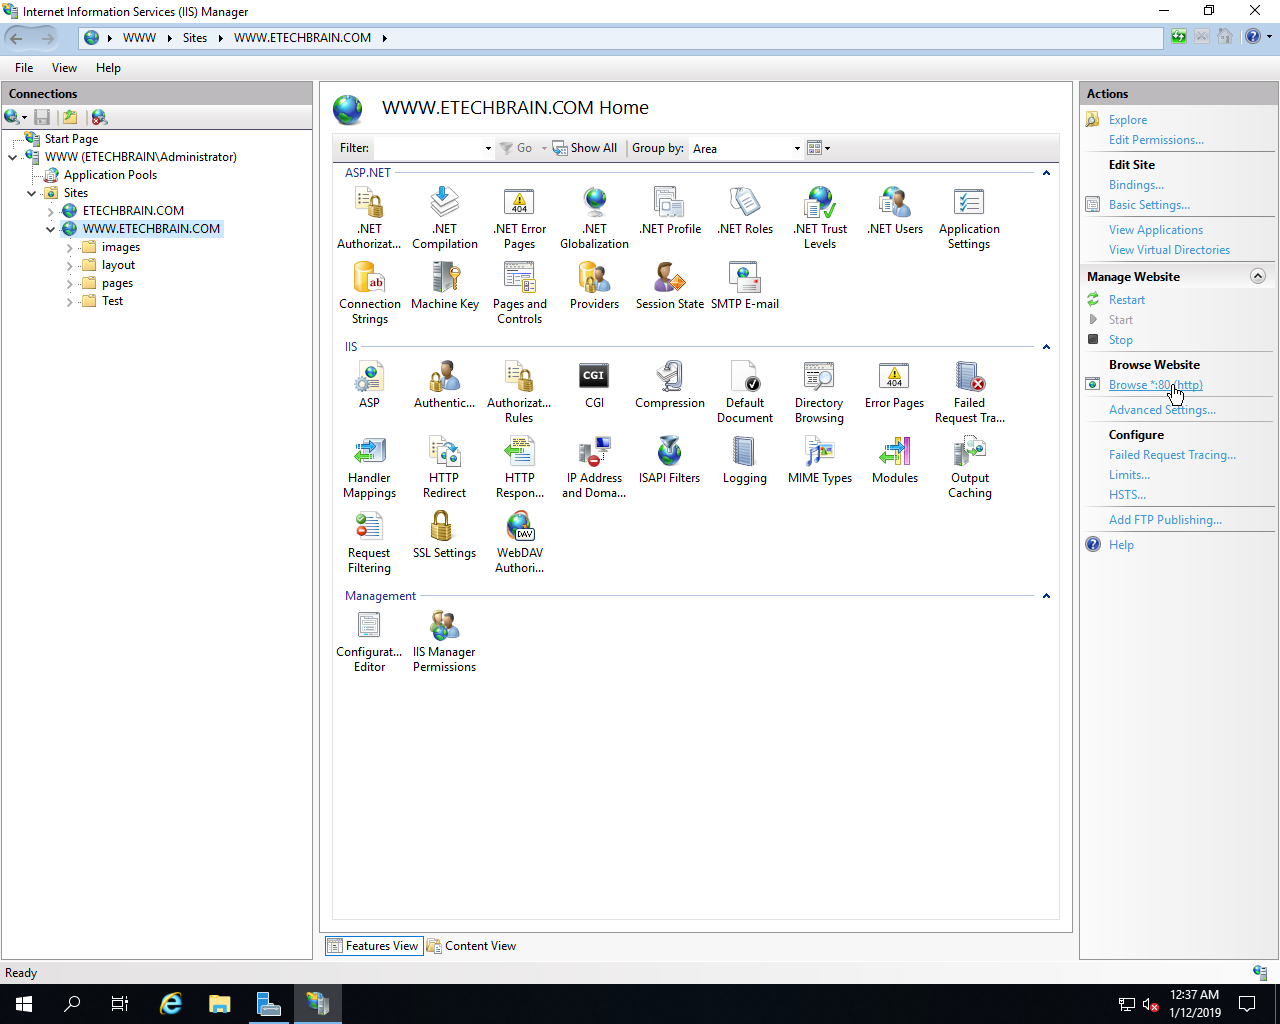 Internet Information Services (IIS) Manager
WWW
Sites
WWW.ETECHBRAIN.COM
File
View
Help
Connections
Start Page
WWW (ETECHBRAIN\Administrator)
Application Pools
Sites
ETECHBRAIN.COM
WWW.ETECHBRAIN.COM
images
layout
pages
Test
WWW.ETECHBRAIN.COM Home
Filter:
Go
Show All
Group by:
Area
ASP.NET
.NET
Authorizat...
.NET
Compilation
.NET Error
Pages
.NET
Globalization
.NET Profile
.NET Roles
.NET Trust
Levels
.NET Users
Application
Settings
Connection
Strings
Machine Key
Pages and
Controls
Providers
Session State
SMTP E-mail
IIS
ASP
Authentic...
Authorizat...
Rules
CGI
CGI
Compression
Default
Document
Directory
Browsing
404
Error Pages
Failed
Request Tra...
Handler
Mappings
HTTP
Redirect
HTTP
Respon...
IP Address
and Doma...
ISAPI Filters
Logging
MIME Types
Modules
Output
Caching
Request
Filtering
SSL Settings
DAV
WebDAV
Authori...
Management
Configurat...
Editor
IIS Manager
Permissions
Features View
Content View
Actions
Explore
Edit Permissions...
Edit Site
Bindings...
Basic Settings...
View Applications
View Virtual Directories
Manage Website
Restart
Start
Stop
Browse Website
Browse *:80 (http)
Advanced Settings...
Configure
Failed Request Tracing...
Limits...
HSTS...
Add FTP Publishing...
Help
Ready
12:37 AM
1/12/2019